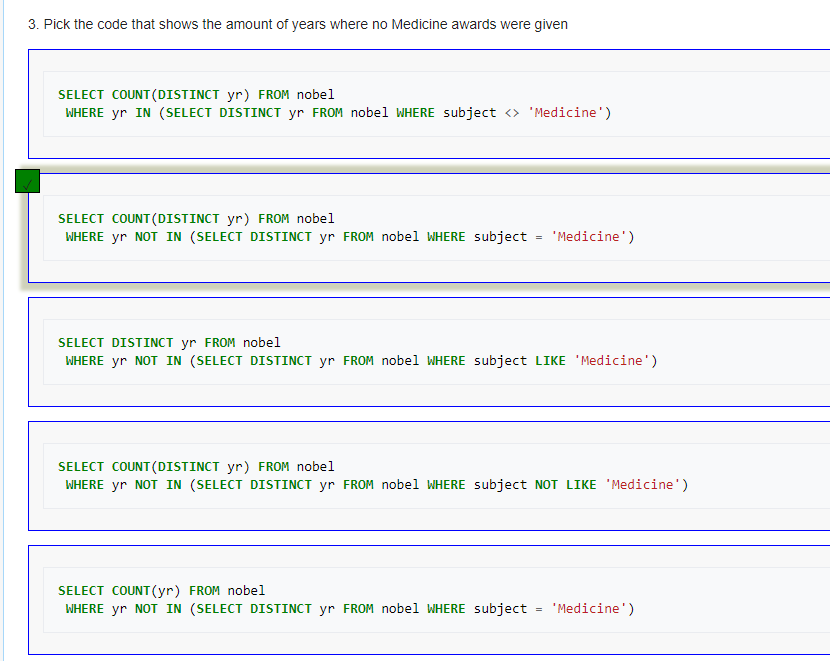 3. Pick the code that shows the amount of years where no Medicine awards were given
SELECT COUNT(DISTINCT yr) FROM nobel
WHERE yr IN (SELECT DISTINCT yr FROM nobel WHERE subject <> 'Medicine')
SELECT COUNT(DISTINCT yr) FROM nobel
WHERE yr NOT IN (SELECT DISTINCT yr FROM nobel WHERE subject = 'Medicine')
SELECT DISTINCT yr FROM nobel
WHERE yr NOT IN (SELECT DISTINCT yr FROM nobel WHERE subject LIKE 'Medicine')
SELECT COUNT(DISTINCT yr) FROM nobel
WHERE yr NOT IN (SELECT DISTINCT yr FROM nobel WHERE subject NOT LIKE 'Medicine')
SELECT COUNT(yr) FROM nobel
WHERE yr NOT IN (SELECT DISTINCT yr FROM nobel WHERE subject = 'Medicine')